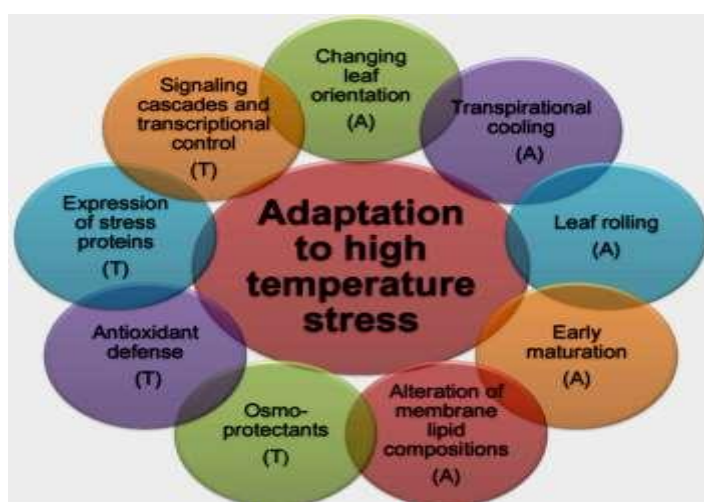 Adaptation
to high
temperature
stress
Changing
leaf
orientation
(A)
Transpirational
cooling
(A)
Leaf rolling
(A)
Early
maturation
(A)
Alteration of
membrane
lipid
compositions
(A)
Osmo-
protectants
(T)
Antioxidant
defense
(T)
Expression
of stress
proteins
(T)
Signaling
cascades and
transcriptional
control
(T)